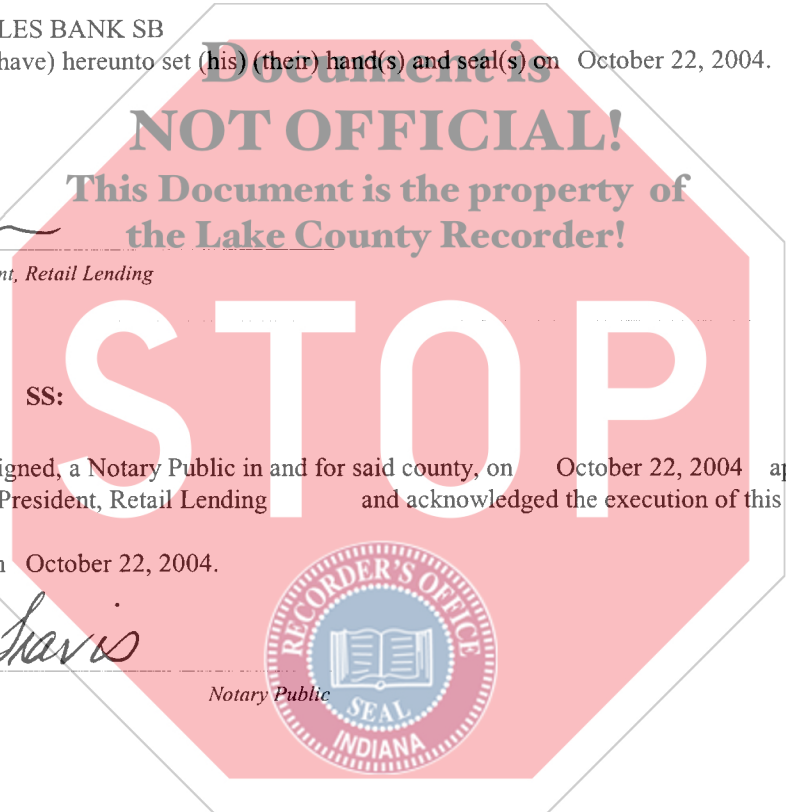 LES BANK SB
have) hereunto set (his) (their) hand(s) and seal(s) on October 22, 2004.
Document is
NOT OFFICIAL!
This Document is the property of
the Lake County Recorder!
nt, Retail Lending
STOP
SS:
igned, a Notary Public in and for said county, on October 22, 2004 ap
President, Retail Lending and acknowledged the execution of this
n October 22, 2004.
Travis
Notary Public
RECORDER'S OFFICE
SEAL
INDIANA